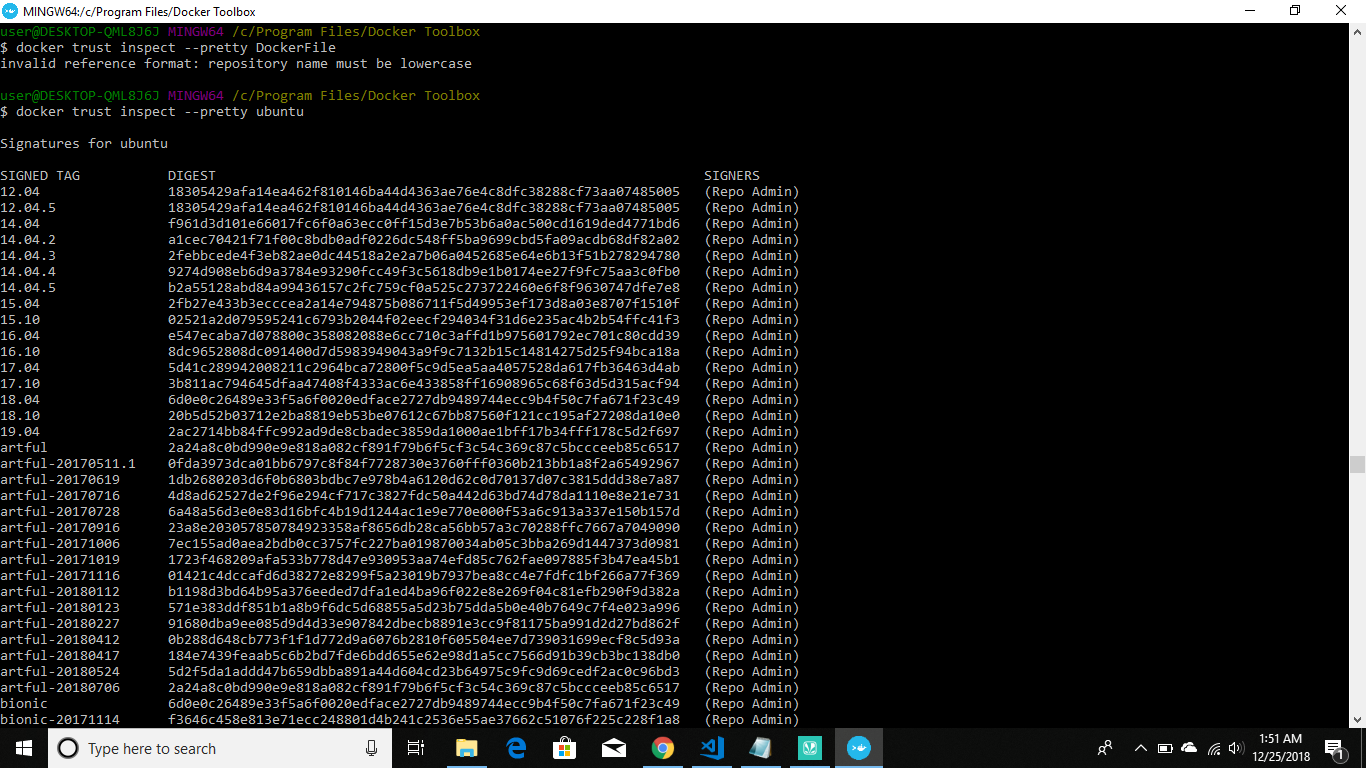 MINGW64:/c/Program Files/Docker Toolbox
user@DESKTOP-QML8J6J MINGW64 /c/Program Files/Docker Toolbox
$ docker trust inspect --pretty DockerFile
invalid reference format: repository name must be lowercase
user@DESKTOP-QML8J6J MINGW64 /c/Program Files/Docker Toolbox
$ docker trust inspect --pretty ubuntu
Signatures for ubuntu
SIGNED TAG DIGEST SIGNERS
12.04 18305429afa14ea462f810146ba44d4363ae76e4c8dfc38288cf73aa07485005 (Repo Admin)
12.04.5 18305429afa14ea462f810146ba44d4363ae76e4c8dfc38288cf73aa07485005 (Repo Admin)
14.04 f961d3d101e66017fc6f0a63ecc0ff15d3e7b53b6a0ac500cd1619ded4771bd6 (Repo Admin)
14.04.2 a1cec70421f71f00c8bdb0adf0226dc548ff5ba9699cbd5fa09acdb68df82a02 (Repo Admin)
14.04.3 2febbcede4f3eb82ae0dc44518a2e2a7b06a0452685e64e6b13f51b278294780 (Repo Admin)
14.04.4 9274d908eb6d9a3784e93290fcc49f3c5618db9e1b0174ee27f9fc75aa3c0fb0 (Repo Admin)
14.04.5 b2a55128abd84a99436157c2fc759cf0a525c273722460e6f8f9630747dfe7e8 (Repo Admin)
15.04 2fb27e433b3ecccea2a14e794875b086711f5d49953ef173d8a03e8707f1510f (Repo Admin)
15.10 02521a2d079595241c6793b2044f02eecf294034f31d6e235ac4b2b54ffc41f3 (Repo Admin)
16.04 e547ecaba7d078800c358082088e6cc710c3affd1b975601792ec701c80cdd39 (Repo Admin)
16.10 8dc9652808dc091400d7d5983949043a9f9c7132b15c14814275d25f94bca18a (Repo Admin)
17.04 5d41c289942008211c2964bca72800f5c9d5ea5aa4057528da617fb36463d4ab (Repo Admin)
17.10 3b811ac794645dfaa47408f4333ac6e433858ff16908965c68f63d5d315acf94 (Repo Admin)
18.04 6d0e0c26489e33f5a6f0020edface2727db9489744ecc9b4f50c7fa671f23c49 (Repo Admin)
18.10 20b5d52b03712e2ba8819eb53be07612c67bb87560f121cc195af27208da10e0 (Repo Admin)
19.04 2ac2714bb84ffc992ad9de8cbadec3859da1000ae1bff17b34fff178c5d2f697 (Repo Admin)
artful 2a24a8c0bd990e9e818a082cf891f79b6f5cf3c54c369c87c5bccceeb85c6517 (Repo Admin)
artful-20170511.1 0fda3973dca01bb6797c8f84f7728730e3760fff0360b213bb1a8f2a65492967 (Repo Admin)
artful-20170619 1db2680203d6f0b6803bdbc7e978b4a6120d62c0d70137d07c3815ddd38e7a87 (Repo Admin)
artful-20170716 4d8ad62527de2f96e294cf717c3827fdc50a442d63bd74d78da1110e8e21e731 (Repo Admin)
artful-20170728 6a48a56d3e0e83d16bfc4b19d1244ac1e9e770e000f53a6c913a337e150b157d (Repo Admin)
artful-20170916 23a8e203057850784923358af8656db28ca56bb57a3c70288ffc7667a7049090 (Repo Admin)
artful-20171006 7ec155ad0aea2bdb0cc3757fc227ba019870034ab05c3bba269d1447373d0981 (Repo Admin)
artful-20171019 1723f468209afa533b778d47e930953aa74efd85c762fae097885f3b47ea45b1 (Repo Admin)
artful-20171116 01421c4dccafd6d38272e8299f5a23019b7937bea8cc4e7fdfc1bf266a77f369 (Repo Admin)
artful-20180112 b1198d3bd64b95a376eeded7dfa1ed4ba96f022e8e269f04c81efb290f9d382a (Repo Admin)
artful-20180123 571e383ddf851b1a8b9f6dc5d68855a5d23b75dda5b0e40b7649c7f4e023a996 (Repo Admin)
artful-20180227 91680dba9ee085d9d4d33e907842dbecb8891e3cc9f81175ba991d2d27bd862f (Repo Admin)
artful-20180412 0b288d648cb773f1f1d772d9a6076b2810f605504ee7d739031699ecf8c5d93a (Repo Admin)
artful-20180417 184e7439feaab5c6b2bd7fde6bdd655e62e98d1a5cc7566d91b39cb3bc138db0 (Repo Admin)
artful-20180524 5d2f5da1addd47b659dbba891a44d604cd23b64975c9fc9d69cedf2ac0c96bd3 (Repo Admin)
artful-20180706 2a24a8c0bd990e9e818a082cf891f79b6f5cf3c54c369c87c5bccceeb85c6517 (Repo Admin)
bionic 6d0e0c26489e33f5a6f0020edface2727db9489744ecc9b4f50c7fa671f23c49 (Repo Admin)
bionic-20171114 f3646c458e813e71ecc248801d4b241c2536e55ae37662c51076f225c228f1a8 (Repo Admin)
Type here to search
1:51 AM
12/25/2018
1